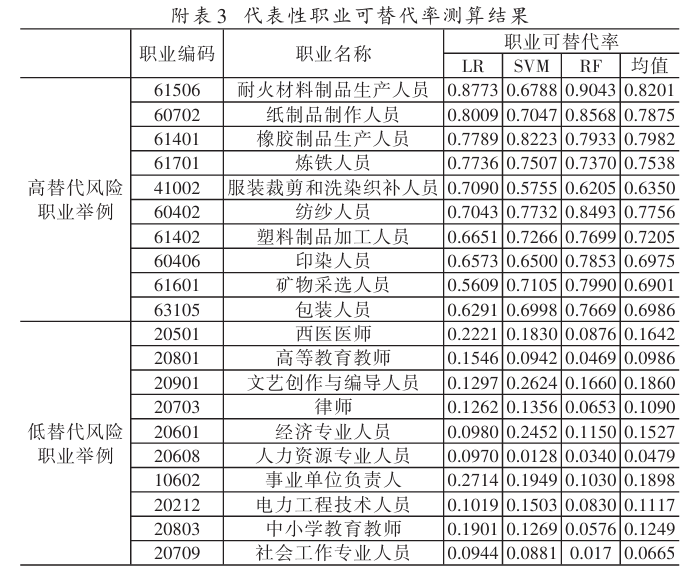 附表3 代表性职业可替代率测算结果
职业编码 职业名称 职业可替代率
LR SVM RF 均值
高替代风险职业举例
61506 耐火材料制品生产人员 0.8773 0.6788 0.9043 0.8201
60702 纸制品制作人员 0.8009 0.7047 0.8568 0.7875
61401 橡胶制品生产人员 0.7789 0.8223 0.7933 0.7982
61701 炼铁人员 0.7736 0.7507 0.7370 0.7538
41002 服装裁剪和洗染织补人员 0.7090 0.5755 0.6205 0.6350
60402 纺纱人员 0.7043 0.7732 0.8493 0.7756
61402 塑料制品加工人员 0.6651 0.7266 0.7699 0.7205
60406 印染人员 0.6573 0.6500 0.7853 0.6975
61601 矿物采选人员 0.5609 0.7105 0.7990 0.6901
63105 包装人员 0.6291 0.6998 0.7669 0.6986
低替代风险职业举例
20501 西医医师 0.2221 0.1830 0.0876 0.1642
20801 高等教育教师 0.1546 0.0942 0.0469 0.0986
20901 文艺创作与编导人员 0.1297 0.2624 0.1660 0.1860
20703 律师 0.1262 0.1356 0.0653 0.1090
20601 经济专业人员 0.0980 0.2452 0.1150 0.1527
20608 人力资源专业人员 0.0970 0.0128 0.0340 0.0479
10602 事业单位负责人 0.2714 0.1949 0.1030 0.1898
20212 电力工程技术人员 0.1019 0.1503 0.0830 0.1117
20803 中小学教育教师 0.1901 0.1269 0.0576 0.1249
20709 社会工作专业人员 0.0944 0.0881 0.017 0.0665